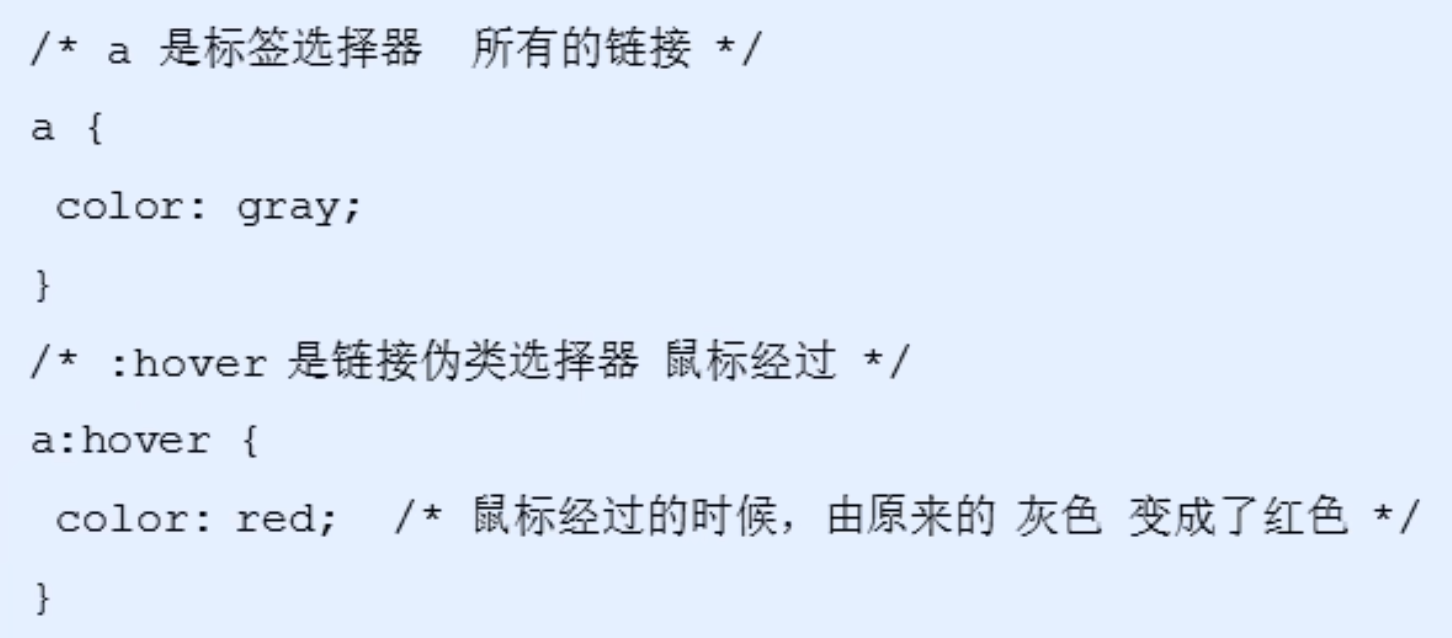 /* a 是标签选择器  所有的链接 */
a {
 color: gray;
}
/* :hover 是链接伪类选择器 鼠标经过 */
a:hover {
 color: red;  /* 鼠标经过的时候，由原来的 灰色 变成了红色 */
}